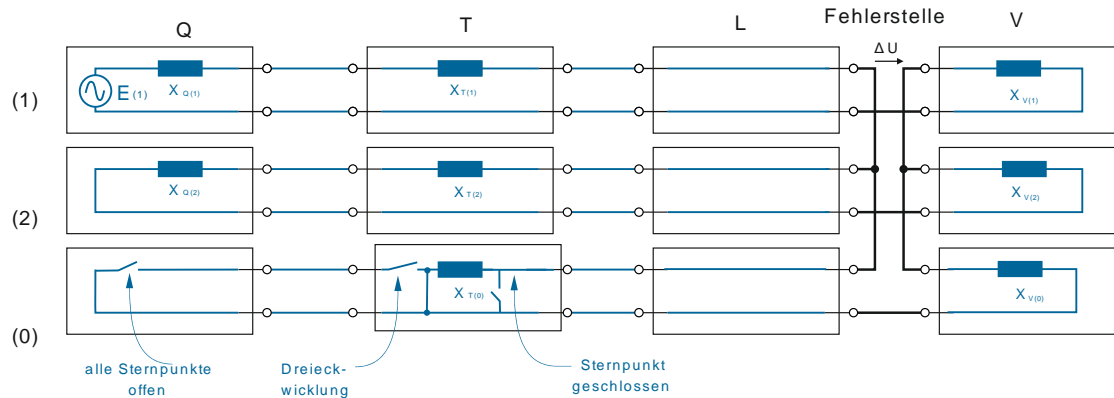 Q
T
L
Fehlerstelle
V
Δ U
(1)
E (1)
X Q(1)
X T(1)
X V(1)
(2)
X Q(2)
X T(2)
X V(2)
(0)
X T(0)
X V(0)
alle Sternpunkte
offen
Dreieck-
wicklung
Sternpunkt
geschlossen